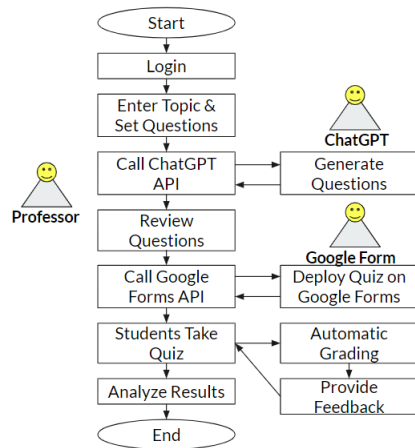 Start
Login
Enter Topic &
Set Questions
ChatGPT
Call ChatGPT
API
Generate
Questions
Professor
Review
Questions
Google Form
Call Google
Forms API
Deploy Quiz on
Google Forms
Students Take
Quiz
Automatic
Grading
Analyze Results
Provide
Feedback
End